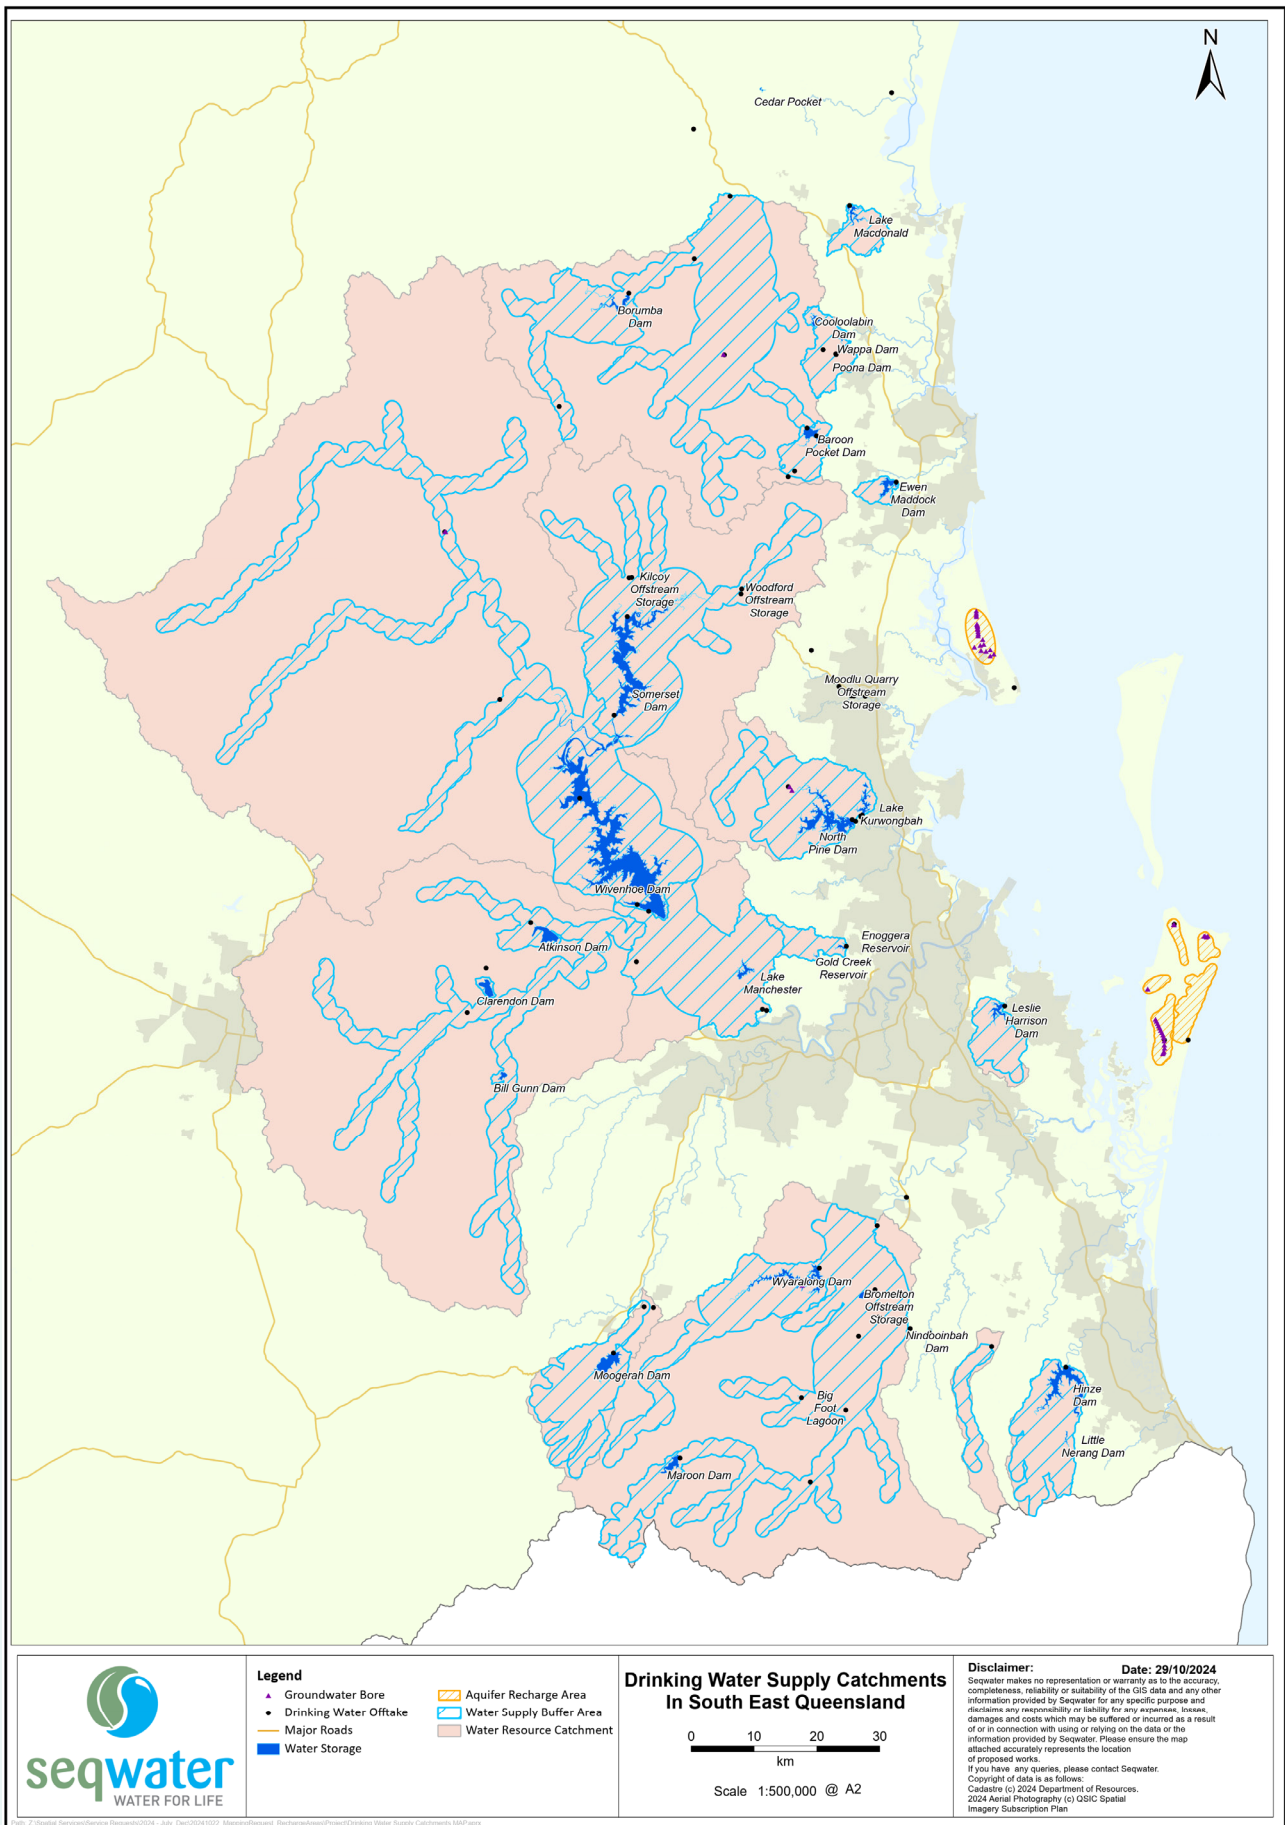 N
Cedar Pocket
Lake
Macdonald
Borumba
Dam
Cooloolabin
Dam
Wappa Dam
Poona Dam
Baroon
Pocket Dam
Ewen
Maddock
Dam
Kilcoy
Offstream
Storage
Woodford
Offstream
Storage
Somerset
Dam
Moodlu Quarry
Offstream
Storage
Lake
Kurwongbah
North
Pine Dam
Wivenhoe Dam
Atkinson Dam
Enoggera
Reservoir
Gold Creek
Reservoir
Lake
Manchester
Clarendon Dam
Leslie
Harrison
Dam
Bill Gunn Dam
Wyaralong Dam
Bromelton
Offstream
Storage
Nindooinbah
Dam
Moogerah Dam
Hinze
Dam
Big
Foot
Lagoon
Little
Nerang Dam
Maroon Dam
seqwater
WATER FOR LIFE
Legend
Groundwater Bore
Drinking Water Offtake
Major Roads
Water Storage
Aquifer Recharge Area
Water Supply Buffer Area
Water Resource Catchment
Drinking Water Supply Catchments
In South East Queensland
0 10 20 30
km
Scale 1:500,000 @ A2
Disclaimer: Date: 29/10/2024
Seqwater makes no representation or warranty as to the accuracy,
completeness, reliability or suitability of the GIS data and any other
information provided by Seqwater for any specific purpose and
disclaims any responsibility or liability for any expenses, losses,
damages and costs which may be suffered or incurred as a result
of or in connection with using or relying on the data or the
information provided by Seqwater. Please ensure the map
attached accurately represents the location
of proposed works.
If you have any queries, please contact Seqwater.
Copyright of data is as follows:
Cadastre (c) 2024 Department of Resources.
2024 Aerial Photography (c) QSIC Spatial
Imagery Subscription Plan